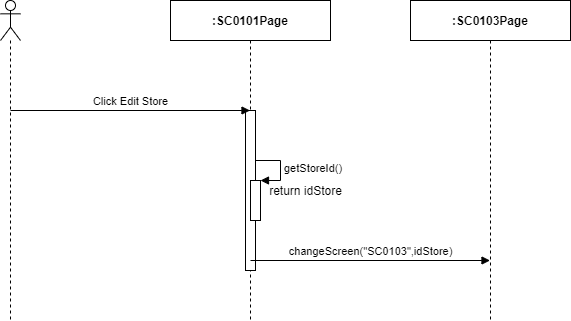 :SC0101Page
:SC0103Page
Click Edit Store
getStoreId()
return idStore
changeScreen("SC0103",idStore)